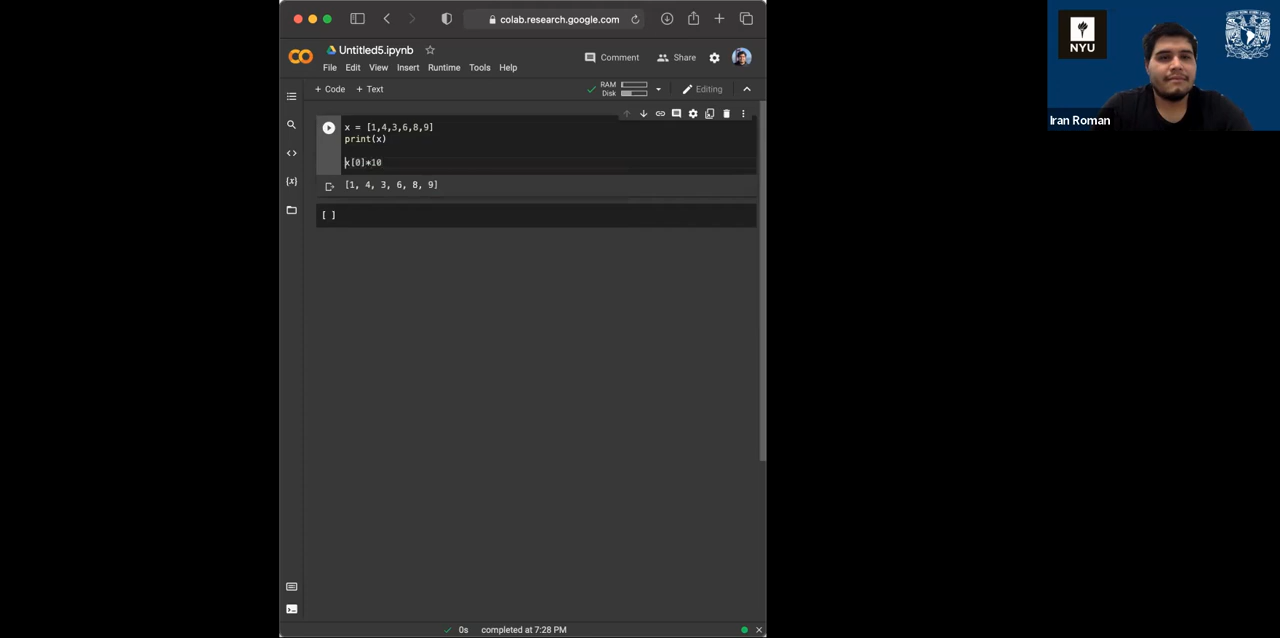 colab.research.google.com
NYU
Untitled5.ipynb
Comment
Share
File Edit View Insert Runtime Tools Help
+ Code + Text
RAM
Disk
Editing
Iran Roman
x = [1,4,3,6,8,9]
print(x)
x[0]*10
[1, 4, 3, 6, 8, 9]
{x}
[ ]
0s completed at 7:28 PM